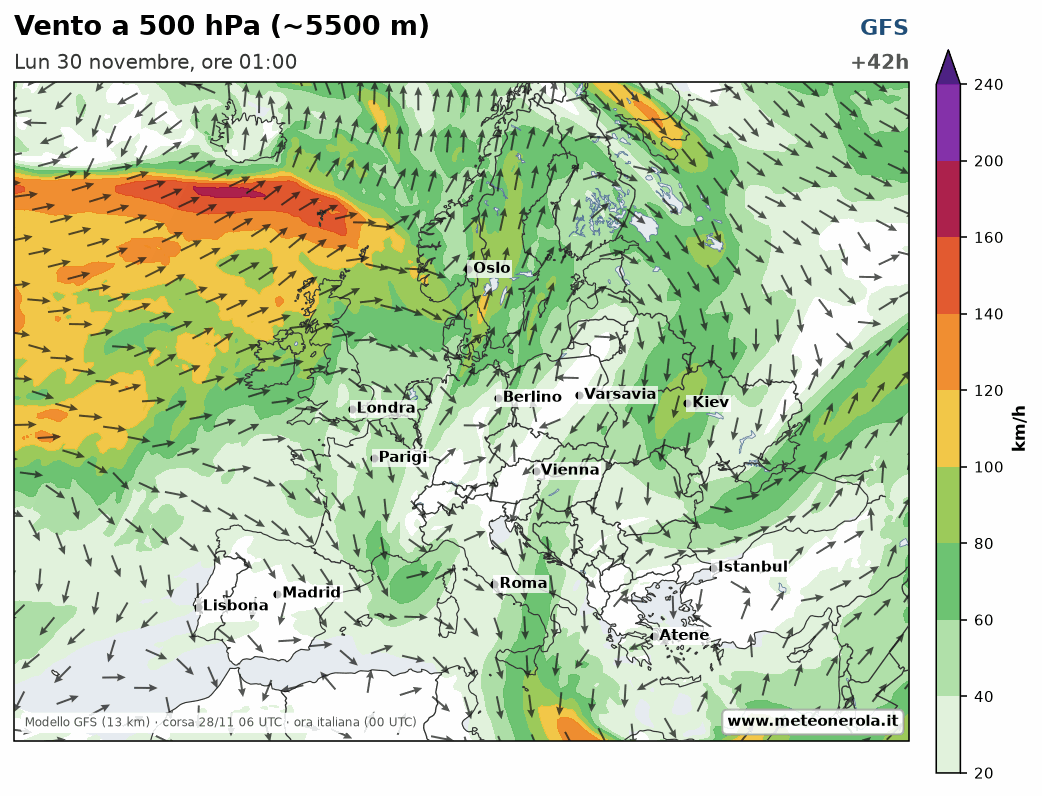 Vento a 500 hPa (~5500 m)
GFS
Lun 30 novembre, ore 01:00
+42h
240
200
160
140
120
100
80
60
40
20
km/h
Oslo
Berlino
Varsavia
Kiev
Londra
Parigi
Vienna
Istanbul
Roma
Madrid
Lisbona
Atene
Modello GFS (13 km) · corsa 28/11 06 UTC · ora italiana (00 UTC)
www.meteonerola.it